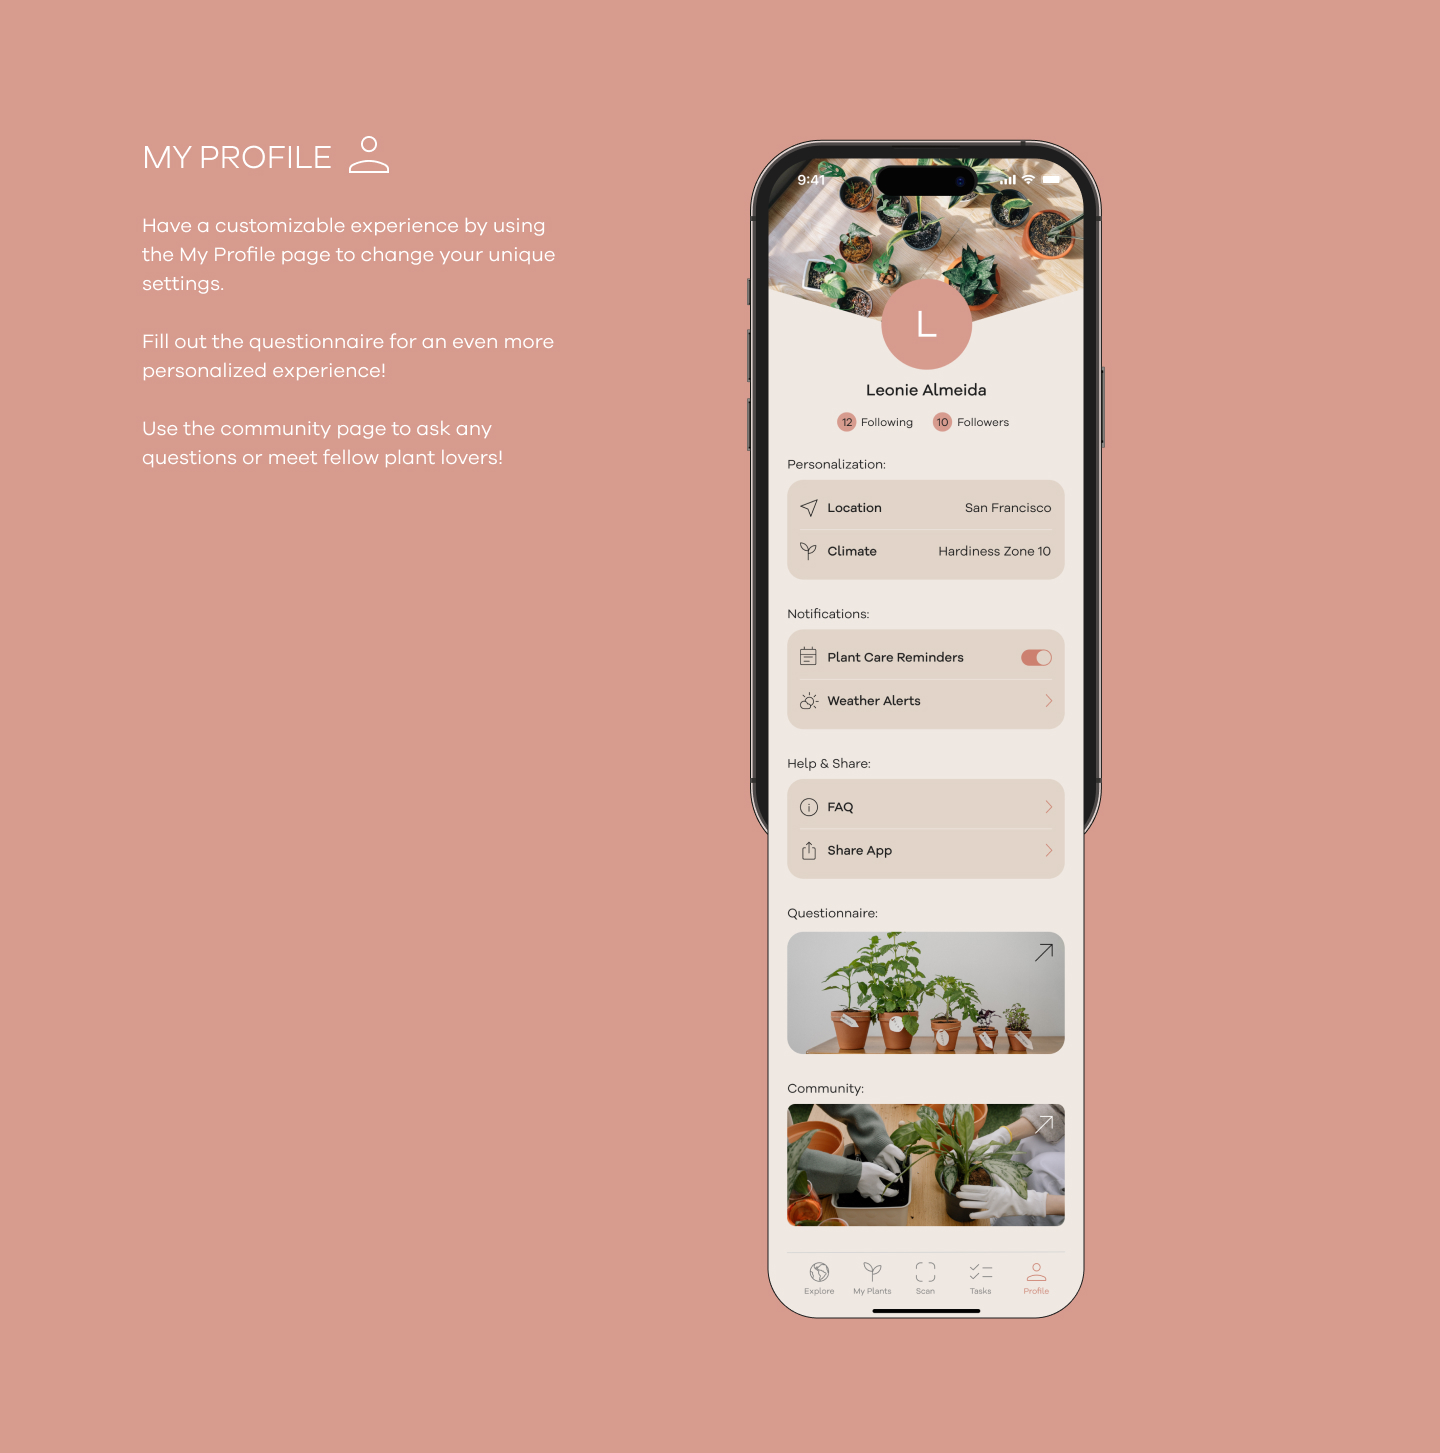 MY PROFILE
Have a customizable experience by using
the My Profile page to change your unique
settings.
Fill out the questionnaire for an even more
personalized experience!
Use the community page to ask any
questions or meet fellow plant lovers!
9:41
L
Leonie Almeida
12 Following 10 Followers
Personalization:
Location San Francisco
Climate Hardiness Zone 10
Notifications:
Plant Care Reminders
Weather Alerts
Help & Share:
FAQ
Share App
Questionnaire:
Community:
Explore My Plants Scan Tasks Profile